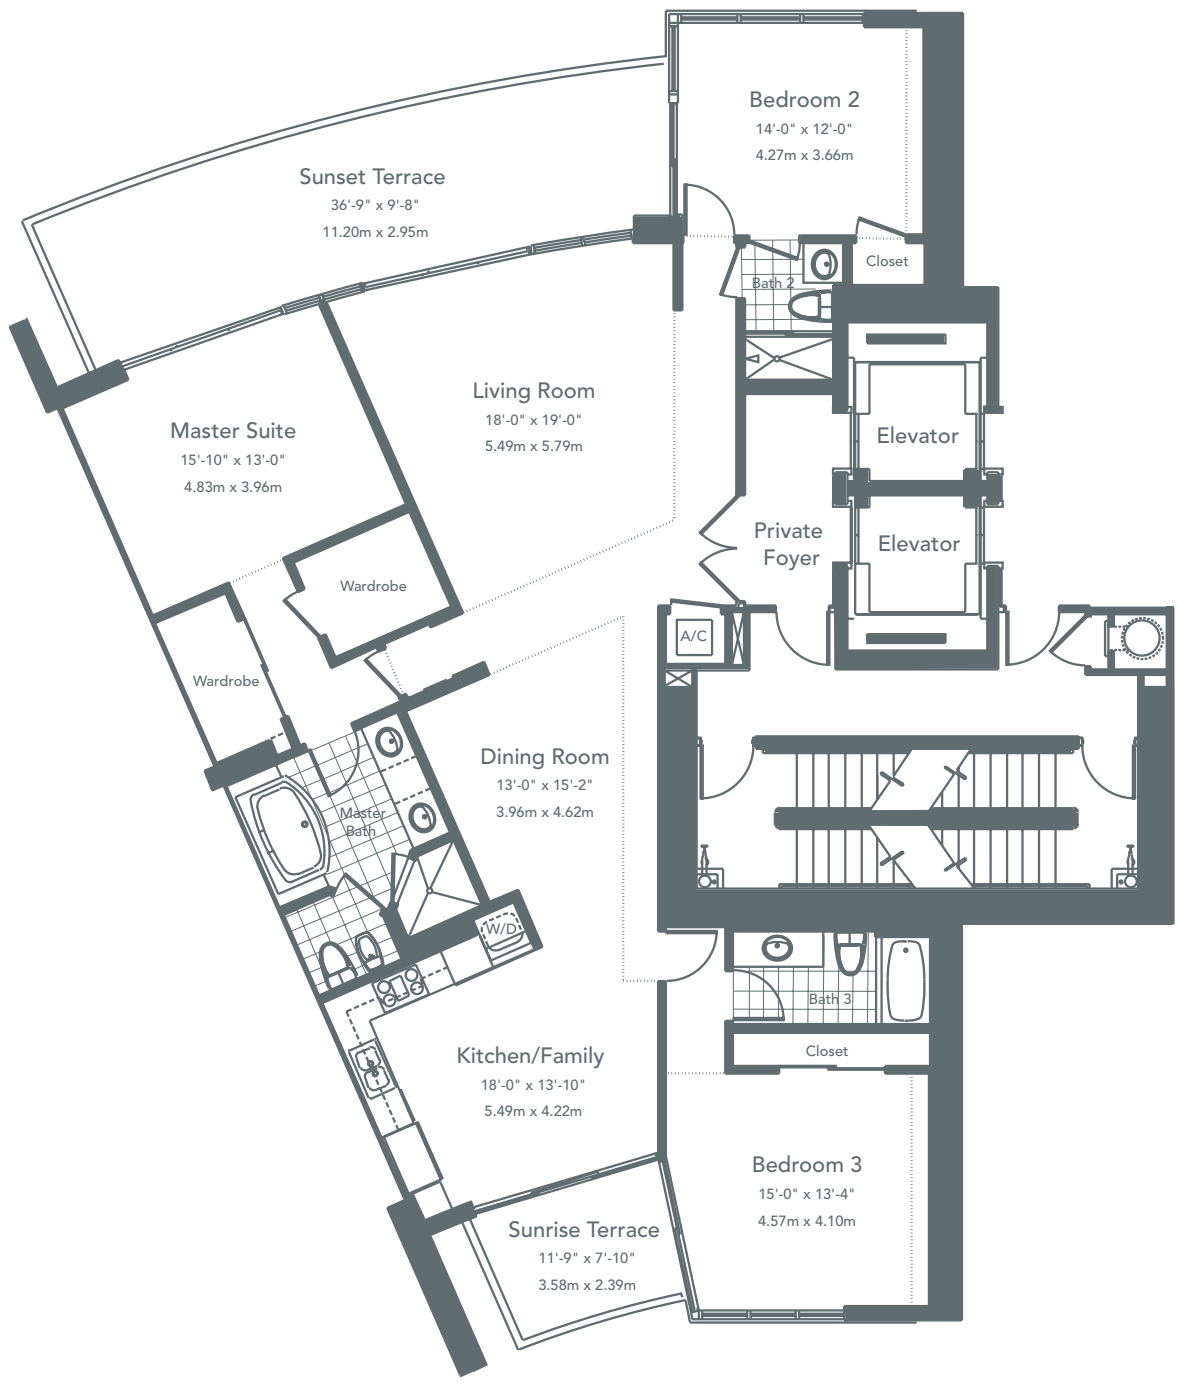 Bedroom 2
14'-0" x 12'-0"
4.27m x 3.66m
Sunset Terrace
36'-9" x 9'-8"
11.20m x 2.95m
Closet
Bath 2
Living Room
18'-0" x 19'-0"
5.49m x 5.79m
Master Suite
15'-10" x 13'-0"
4.83m x 3.96m
Elevator
Private
Foyer
Elevator
Wardrobe
A/C
Wardrobe
Dining Room
13'-0" x 15'-2"
3.96m x 4.62m
Master
Bath
W/D
Bath 3
Closet
Kitchen/Family
18'-0" x 13'-10"
5.49m x 4.22m
Bedroom 3
15'-0" x 13'-4"
4.57m x 4.10m
Sunrise Terrace
11'-9" x 7'-10"
3.58m x 2.39m